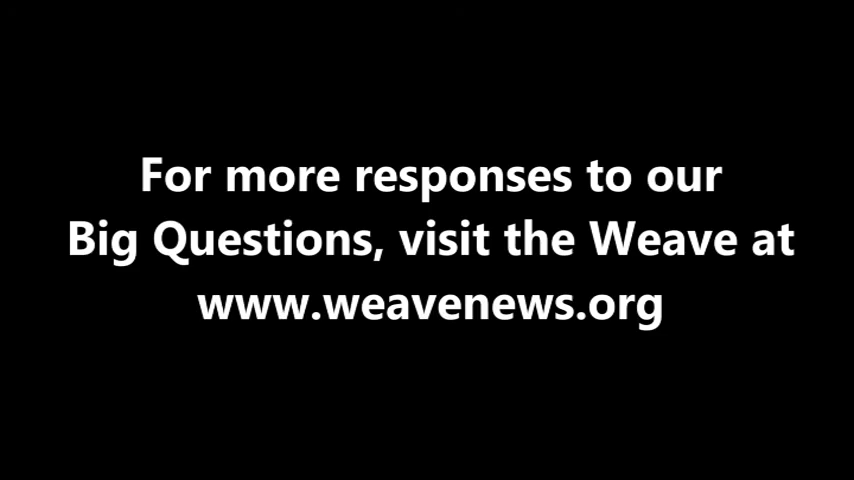 For more responses to our
Big Questions, visit the Weave at
www.weavenews.org